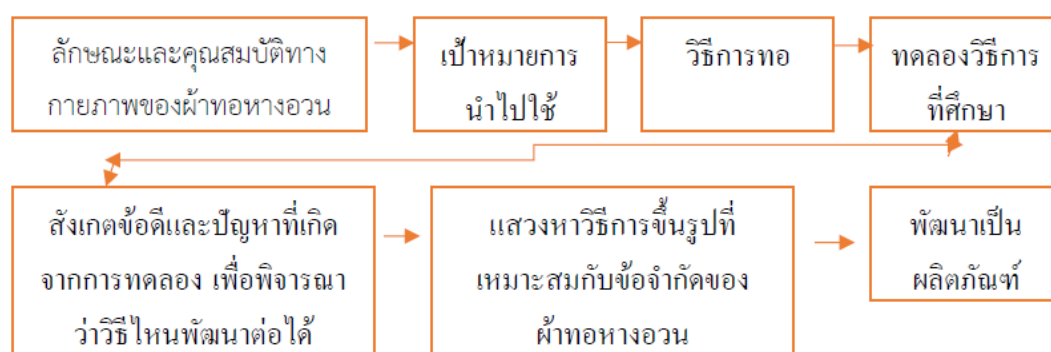 ลักษณะและคุณสมบัติทาง
กายภาพของผ้าทอหางอวน
เป้าหมายการ
นำไปใช้
วิธีการทอ
ทดลองวิธีการ
ที่ศึกษา
สังเกตข้อดีและปัญหาที่เกิด
จากการทดลอง เพื่อพิจารณา
ว่าวิธีไหนพัฒนาต่อได้
แสวงหาวิธีการขึ้นรูปที่
เหมาะสมกับข้อจำกัดของ
ผ้าทอหางอวน
พัฒนาเป็น
ผลิตภัณฑ์